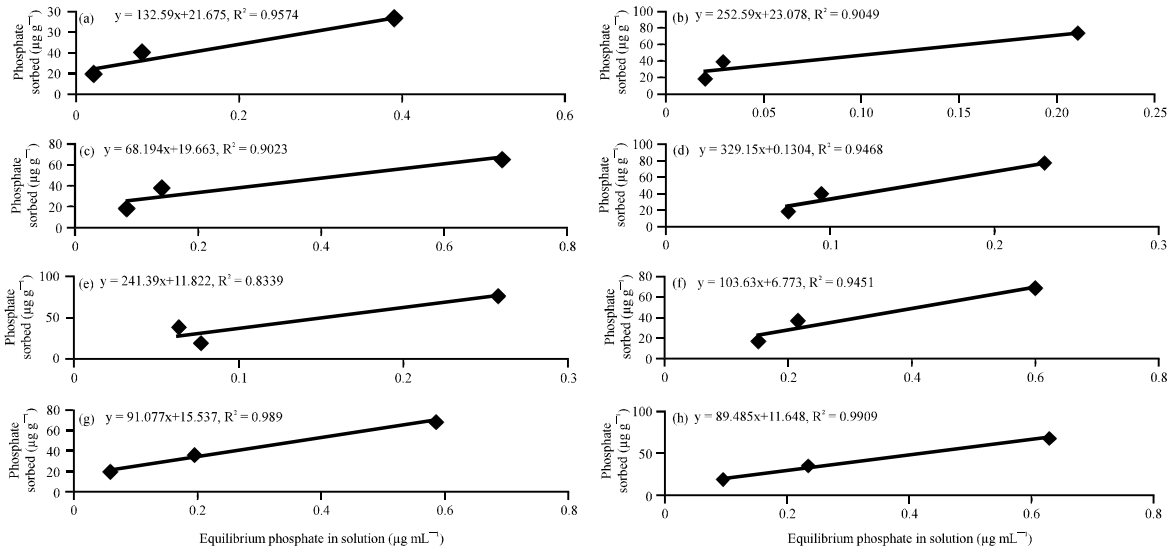 (a) y = 132.59x+21.675, R² = 0.9574
Phosphate
sorbed (µg g⁻¹)
30
30
40
20
0
0 0.2 0.4 0.6
(b) y = 252.59x+23.078, R² = 0.9049
Phosphate
sorbed (µg g⁻¹)
100
80
60
40
20
0
0 0.05 0.10 0.15 0.20 0.25
(c) y = 68.194x+19.663, R² = 0.9023
Phosphate
sorbed (µg g⁻¹)
80
60
40
20
0
0 0.2 0.4 0.6 0.8
(d) y = 329.15x+0.1304, R² = 0.9468
Phosphate
sorbed (µg g⁻¹)
100
80
60
40
20
0
0 0.1 0.2 0.3
(e) y = 241.39x+11.822, R² = 0.8339
Phosphate
sorbed (µg g⁻¹)
100
50
0
0 0.1 0.2 0.3
(f) y = 103.63x+6.773, R² = 0.9451
Phosphate
sorbed (µg g⁻¹)
80
60
40
20
0
0 0.2 0.4 0.6 0.8
(g) y = 91.077x+15.537, R² = 0.989
Phosphate
sorbed (µg g⁻¹)
80
60
40
20
0
0 0.2 0.4 0.6 0.8
Equilibrium phosphate in solution (µg mL⁻¹)
(h) y = 89.485x+11.648, R² = 0.9909
Phosphate
sorbed (µg g⁻¹)
100
50
0
0 0.2 0.4 0.6 0.8
Equilibrium phosphate in solution (µg mL⁻¹)